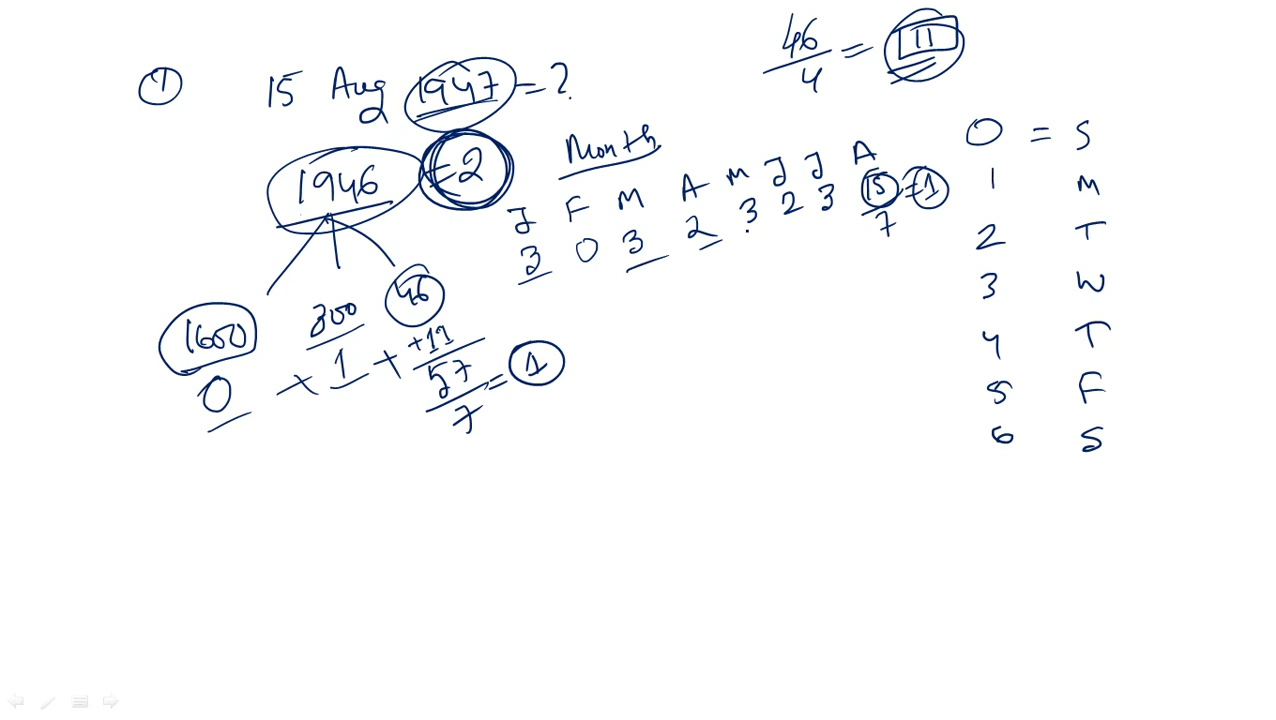 46/4 = 11
① 15 Aug 1947 = ?
1946 = 2
Month
J F M A M J J A
3 0 3 2 3 2 3 15/7 = 1
1600 300 46
0 + 1 + +11
57/7 = 1
0 = S
1 M
2 T
3 W
4 T
5 F
6 S